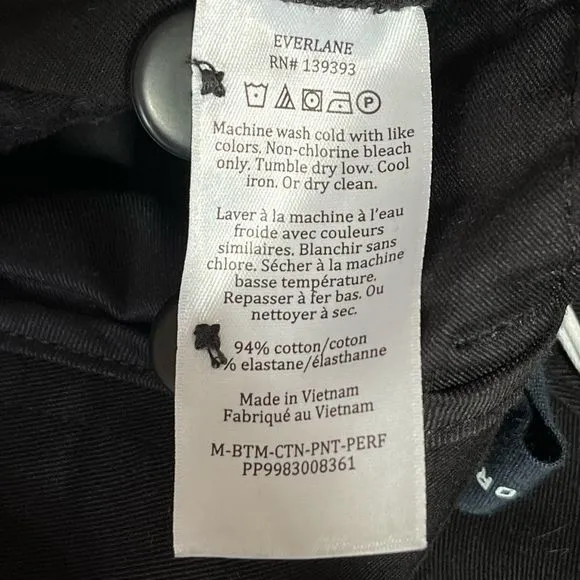 EVERLANE
RN# 139393
P
Machine wash cold with like
colors. Non-chlorine bleach
only. Tumble dry low. Cool
iron. Or dry clean.
Laver à la machine à l'eau
froide avec couleurs
similaires. Blanchir sans
chlore. Sécher à la machine
basse température.
Repasser à fer bas. Ou
nettoyer à sec.
94% cotton/coton
% elastane/élasthanne
Made in Vietnam
Fabriqué au Vietnam
M-BTM-CTN-PNT-PERF
PP9983008361